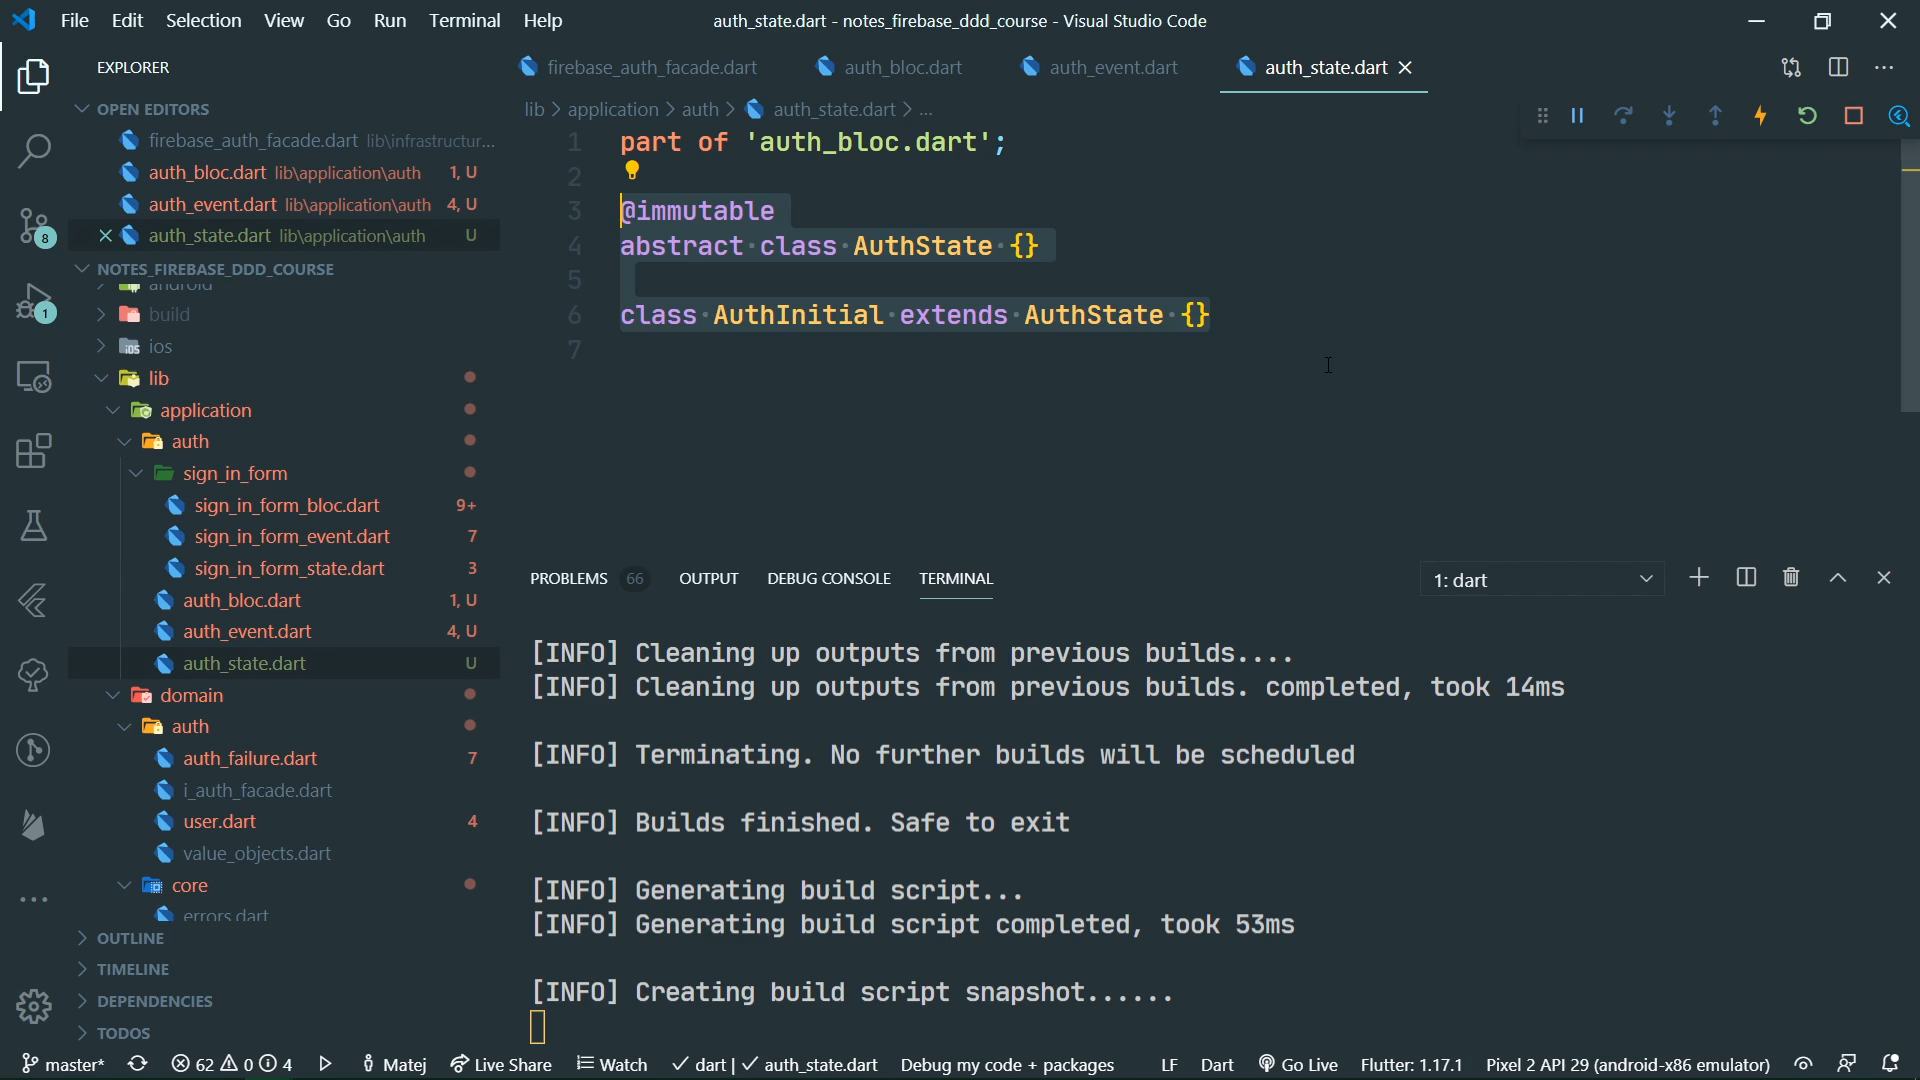 File Edit Selection View Go Run Terminal Help
auth_state.dart - notes_firebase_ddd_course - Visual Studio Code
EXPLORER
OPEN EDITORS
firebase_auth_facade.dart lib\infrastructur...
auth_bloc.dart lib\application\auth 1, U
auth_event.dart lib\application\auth 4, U
auth_state.dart lib\application\auth U
NOTES_FIREBASE_DDD_COURSE
android
build
ios
lib
application
auth
sign_in_form
sign_in_form_bloc.dart 9+
sign_in_form_event.dart 7
sign_in_form_state.dart 3
auth_bloc.dart 1, U
auth_event.dart 4, U
auth_state.dart U
domain
auth
auth_failure.dart 7
i_auth_facade.dart
user.dart 4
value_objects.dart
core
errors.dart
OUTLINE
TIMELINE
DEPENDENCIES
TODOS
8
1
firebase_auth_facade.dart auth_bloc.dart auth_event.dart auth_state.dart
lib > application > auth > auth_state.dart > ...
1 part of 'auth_bloc.dart';
2
3 @immutable
4 abstract class AuthState {}
5
6 class AuthInitial extends AuthState {}
7
PROBLEMS 66 OUTPUT DEBUG CONSOLE TERMINAL 1: dart
[INFO] Cleaning up outputs from previous builds....
[INFO] Cleaning up outputs from previous builds. completed, took 14ms
[INFO] Terminating. No further builds will be scheduled
[INFO] Builds finished. Safe to exit
[INFO] Generating build script...
[INFO] Generating build script completed, took 53ms
[INFO] Creating build script snapshot......
master* 62 0 4 Matej Live Share Watch dart | auth_state.dart Debug my code + packages LF Dart Go Live Flutter: 1.17.1 Pixel 2 API 29 (android-x86 emulator)